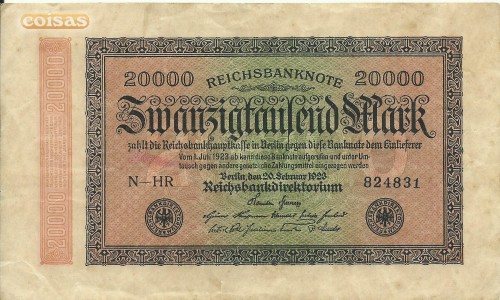 coisas
20000 REICHSBANKNOTE 20000
Zwanzigtausend Mark
zahlt die Reichsbankhauptkasse in Berlin gegen diese Banknote dem Einlieferer
Vom 1. Juli 1923 ab kann diese Banknote aufgerufen und unter Um-
tausch gegen andere gesetzliche Zahlungsmittel eingezogen werden
Berlin, den 20. Februar 1923
N–HR Reichsbankdirektorium 824831
20000 20000